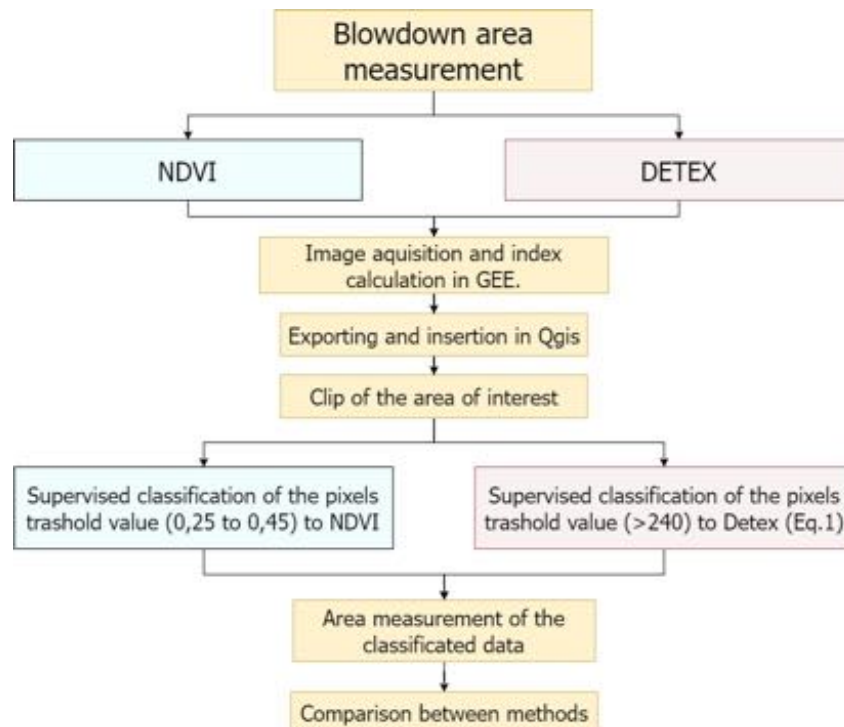 Blowdown area
measurement
NDVI
DETEX
Image aquisition and index
calculation in GEE.
Exporting and insertion in Qgis
Clip of the area of interest
Supervised classification of the pixels
trashold value (0,25 to 0,45) to NDVI
Supervised classification of the pixels
trashold value (>240) to Detex (Eq.1)
Area measurement of the
classificated data
Comparison between methods